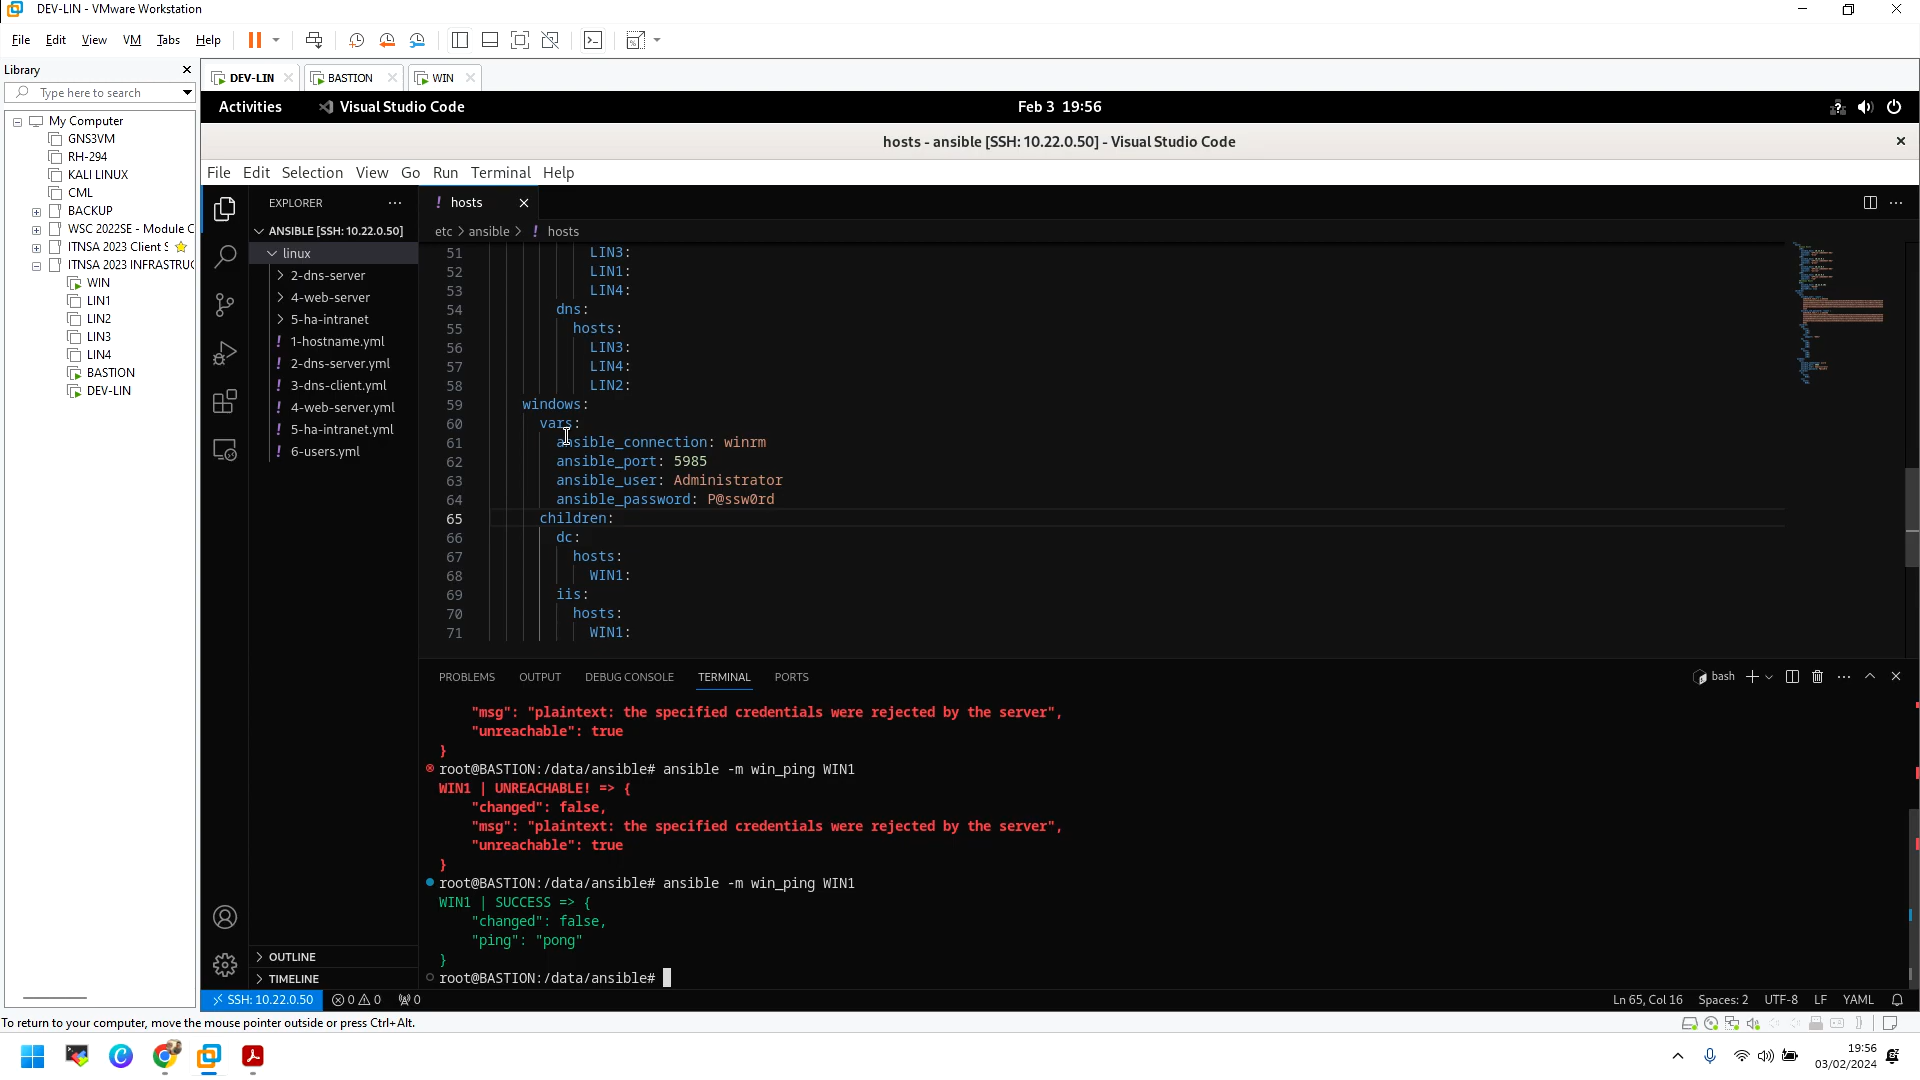 DEV-LIN - VMware Workstation
File Edit View VM Tabs Help
Library
Type here to search
My Computer
GNS3VM
RH-294
KALI LINUX
CML
BACKUP
WSC 2022SE - Module C
ITNSA 2023 Client S
ITNSA 2023 INFRASTRUC
WIN
LIN1
LIN2
LIN3
LIN4
BASTION
DEV-LIN
DEV-LIN BASTION WIN
Activities Visual Studio Code Feb 3 19:56
hosts - ansible [SSH: 10.22.0.50] - Visual Studio Code
File Edit Selection View Go Run Terminal Help
EXPLORER
ANSIBLE [SSH: 10.22.0.50]
linux
2-dns-server
4-web-server
5-ha-intranet
! 1-hostname.yml
! 2-dns-server.yml
! 3-dns-client.yml
! 4-web-server.yml
! 5-ha-intranet.yml
! 6-users.yml
OUTLINE
TIMELINE
! hosts
etc > ansible > ! hosts
51 LIN3:
52 LIN1:
53 LIN4:
54 dns:
55 hosts:
56 LIN3:
57 LIN4:
58 LIN2:
59 windows:
60 vars:
61 ansible_connection: winrm
62 ansible_port: 5985
63 ansible_user: Administrator
64 ansible_password: P@ssw0rd
65 children:
66 dc:
67 hosts:
68 WIN1:
69 iis:
70 hosts:
71 WIN1:
PROBLEMS OUTPUT DEBUG CONSOLE TERMINAL PORTS
bash
"msg": "plaintext: the specified credentials were rejected by the server",
"unreachable": true
}
root@BASTION:/data/ansible# ansible -m win_ping WIN1
WIN1 | UNREACHABLE! => {
"changed": false,
"msg": "plaintext: the specified credentials were rejected by the server",
"unreachable": true
}
root@BASTION:/data/ansible# ansible -m win_ping WIN1
WIN1 | SUCCESS => {
"changed": false,
"ping": "pong"
}
root@BASTION:/data/ansible#
SSH: 10.22.0.50 0 0 0 Ln 65, Col 16 Spaces: 2 UTF-8 LF YAML
To return to your computer, move the mouse pointer outside or press Ctrl+Alt.
19:56
03/02/2024